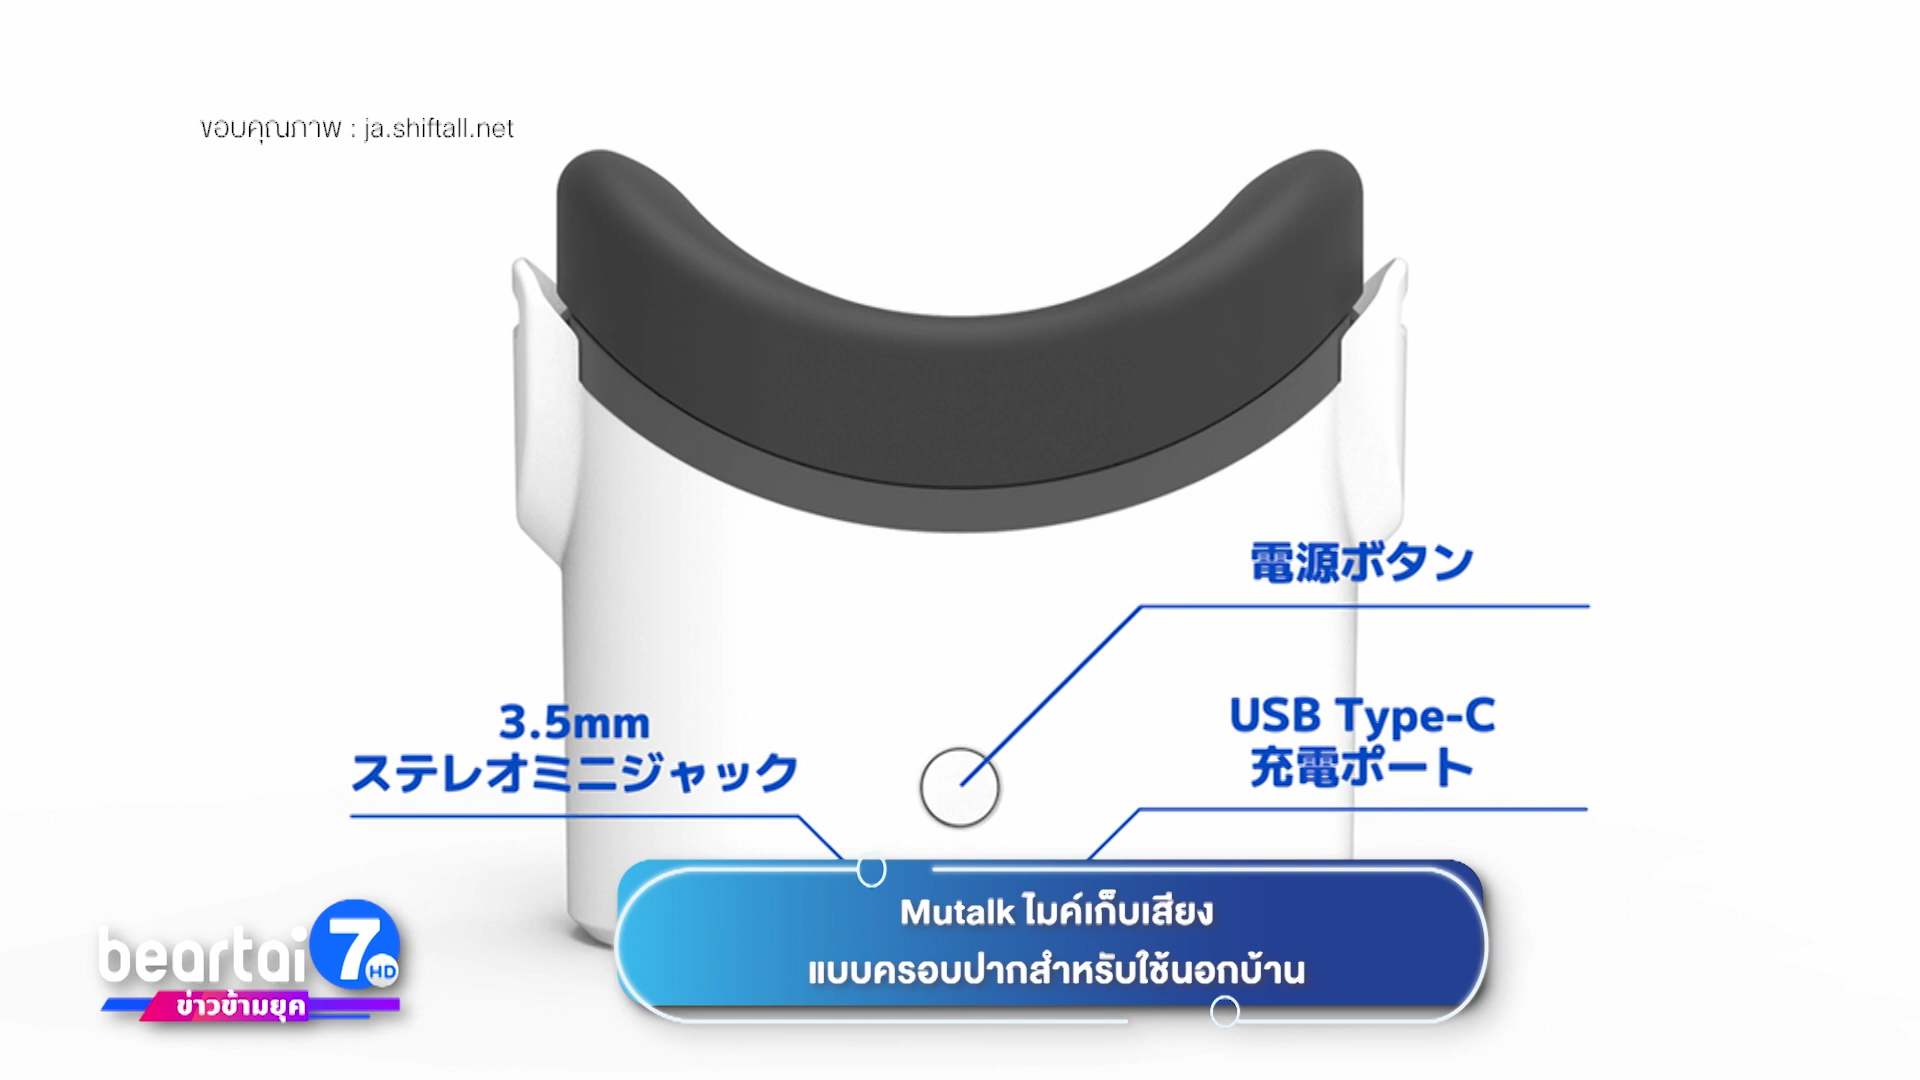 ขอบคุณภาพ : ja.shiftall.net
電源ボタン
3.5mm
ステレオミニジャック
USB Type-C
充電ポート
Mutalk ไมค์เก็บเสียง
แบบครอบปากสำหรับใช้นอกบ้าน
beartai 7HD
ข่าวข้ามยุค